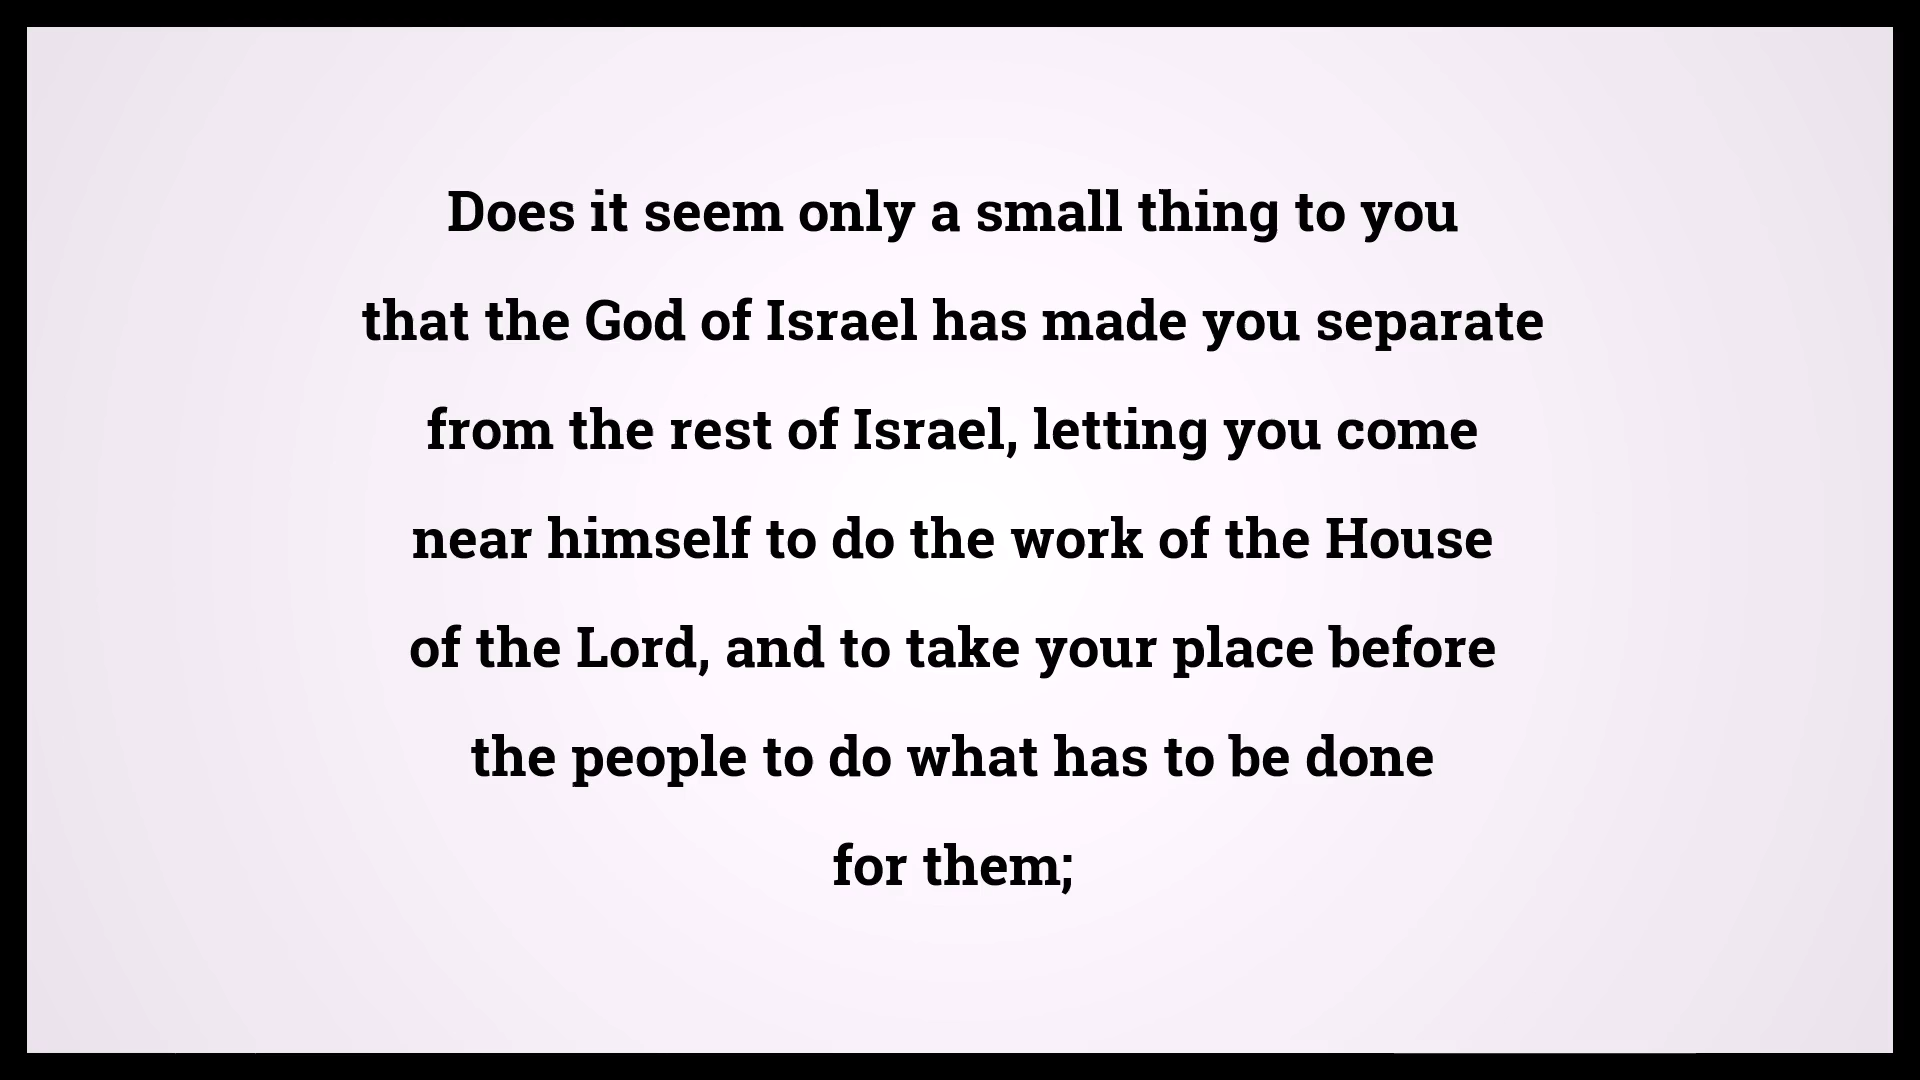 Does it seem only a small thing to you
that the God of Israel has made you separate
from the rest of Israel, letting you come
near himself to do the work of the House
of the Lord, and to take your place before
the people to do what has to be done
for them;